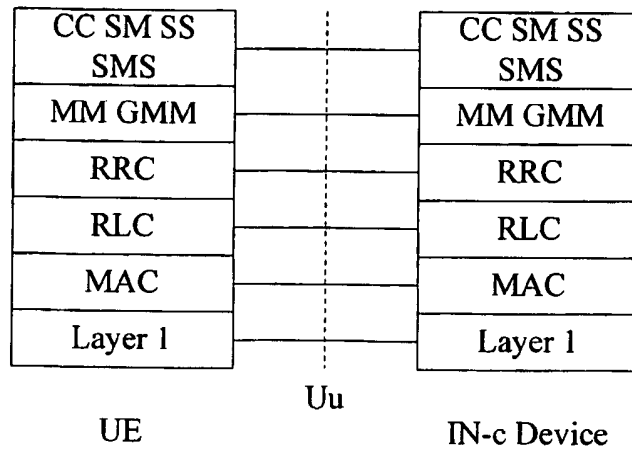 CC SM SS
SMS
MM GMM
RRC
RLC
MAC
Layer 1
CC SM SS
SMS
MM GMM
RRC
RLC
MAC
Layer 1
Uu
UE
IN-c Device